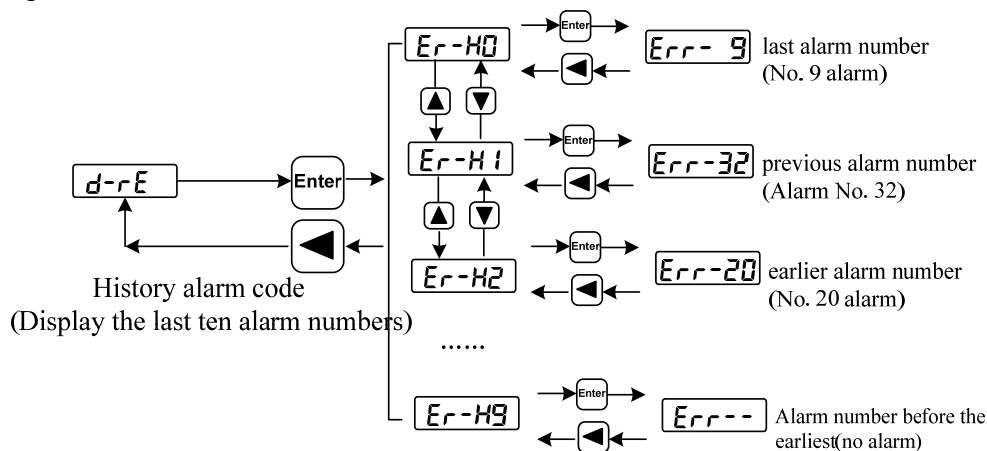 Er-H0 Enter Err- 9 last alarm number
(No. 9 alarm)
Er-H1 Enter Err-32 previous alarm number
(Alarm No. 32)
d-rE Enter
Er-H2 Enter Err-20 earlier alarm number
(No. 20 alarm)
History alarm code
(Display the last ten alarm numbers)
......
Er-H9 Enter Err-- Alarm number before the
earliest(no alarm)